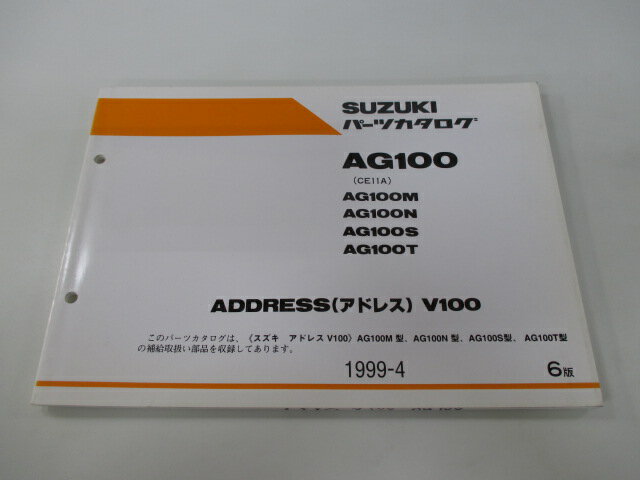 SUZUKI
パーツカタログ
AG100
(CE11A)
AG100M
AG100N
AG100S
AG100T
ADDRESS(アドレス) V100
このパーツカタログは、〈スズキ アドレスV100〉AG100M型、AG100N型、AG100S型、AG100T型
の補給取扱い部品を収録してあります。
1999-4
6版